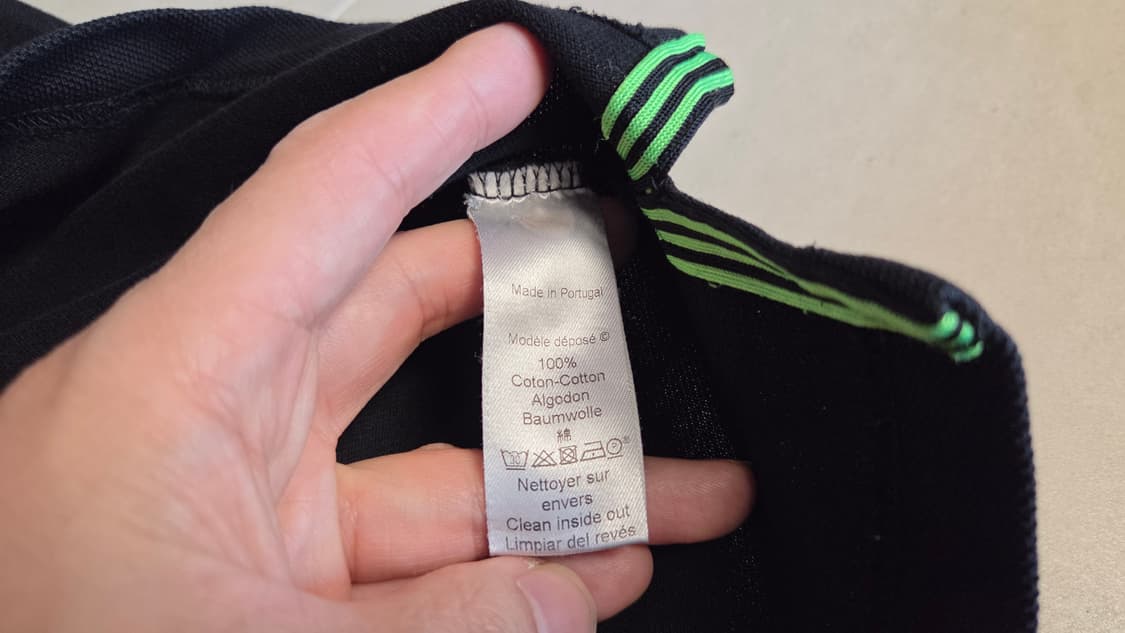 Made in Portugal
Modèle déposé ©
100%
Coton-Cotton
Algodon
Baumwolle
綿
Nettoyer sur
envers
Clean inside out
Limpiar del revés